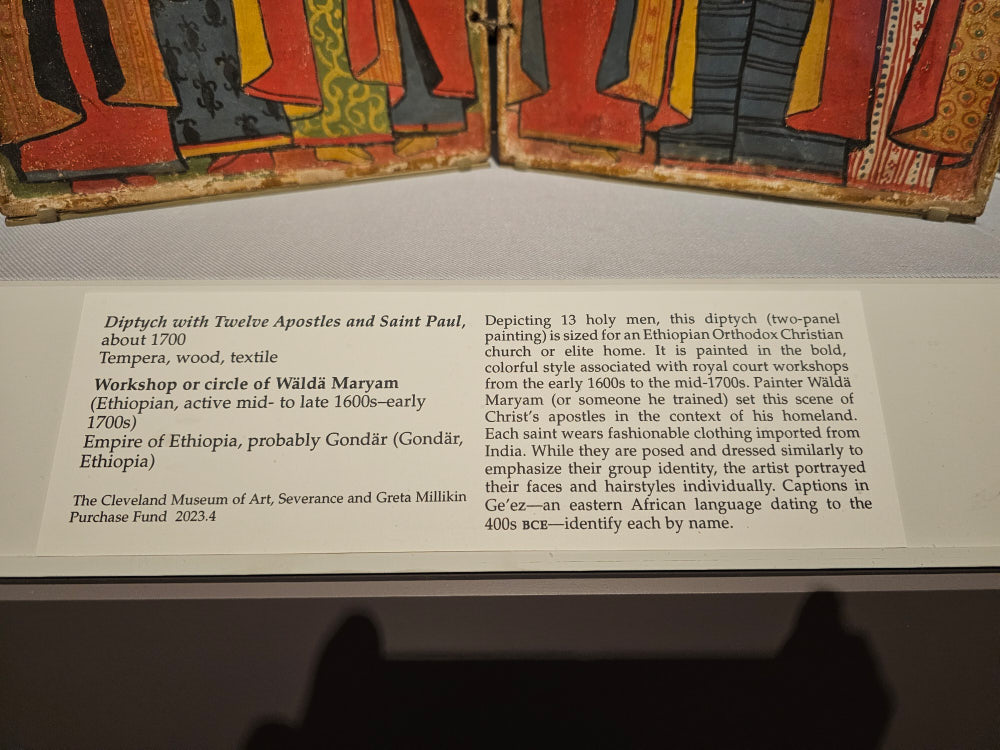 Diptych with Twelve Apostles and Saint Paul,
about 1700
Tempera, wood, textile
Workshop or circle of Wäldä Maryam
(Ethiopian, active mid- to late 1600s–early
1700s)
Empire of Ethiopia, probably Gondär (Gondär,
Ethiopia)
The Cleveland Museum of Art, Severance and Greta Millikin
Purchase Fund 2023.4
Depicting 13 holy men, this diptych (two-panel
painting) is sized for an Ethiopian Orthodox Christian
church or elite home. It is painted in the bold,
colorful style associated with royal court workshops
from the early 1600s to the mid-1700s. Painter Wäldä
Maryam (or someone he trained) set this scene of
Christ's apostles in the context of his homeland.
Each saint wears fashionable clothing imported from
India. While they are posed and dressed similarly to
emphasize their group identity, the artist portrayed
their faces and hairstyles individually. Captions in
Ge'ez—an eastern African language dating to the
400s BCE—identify each by name.